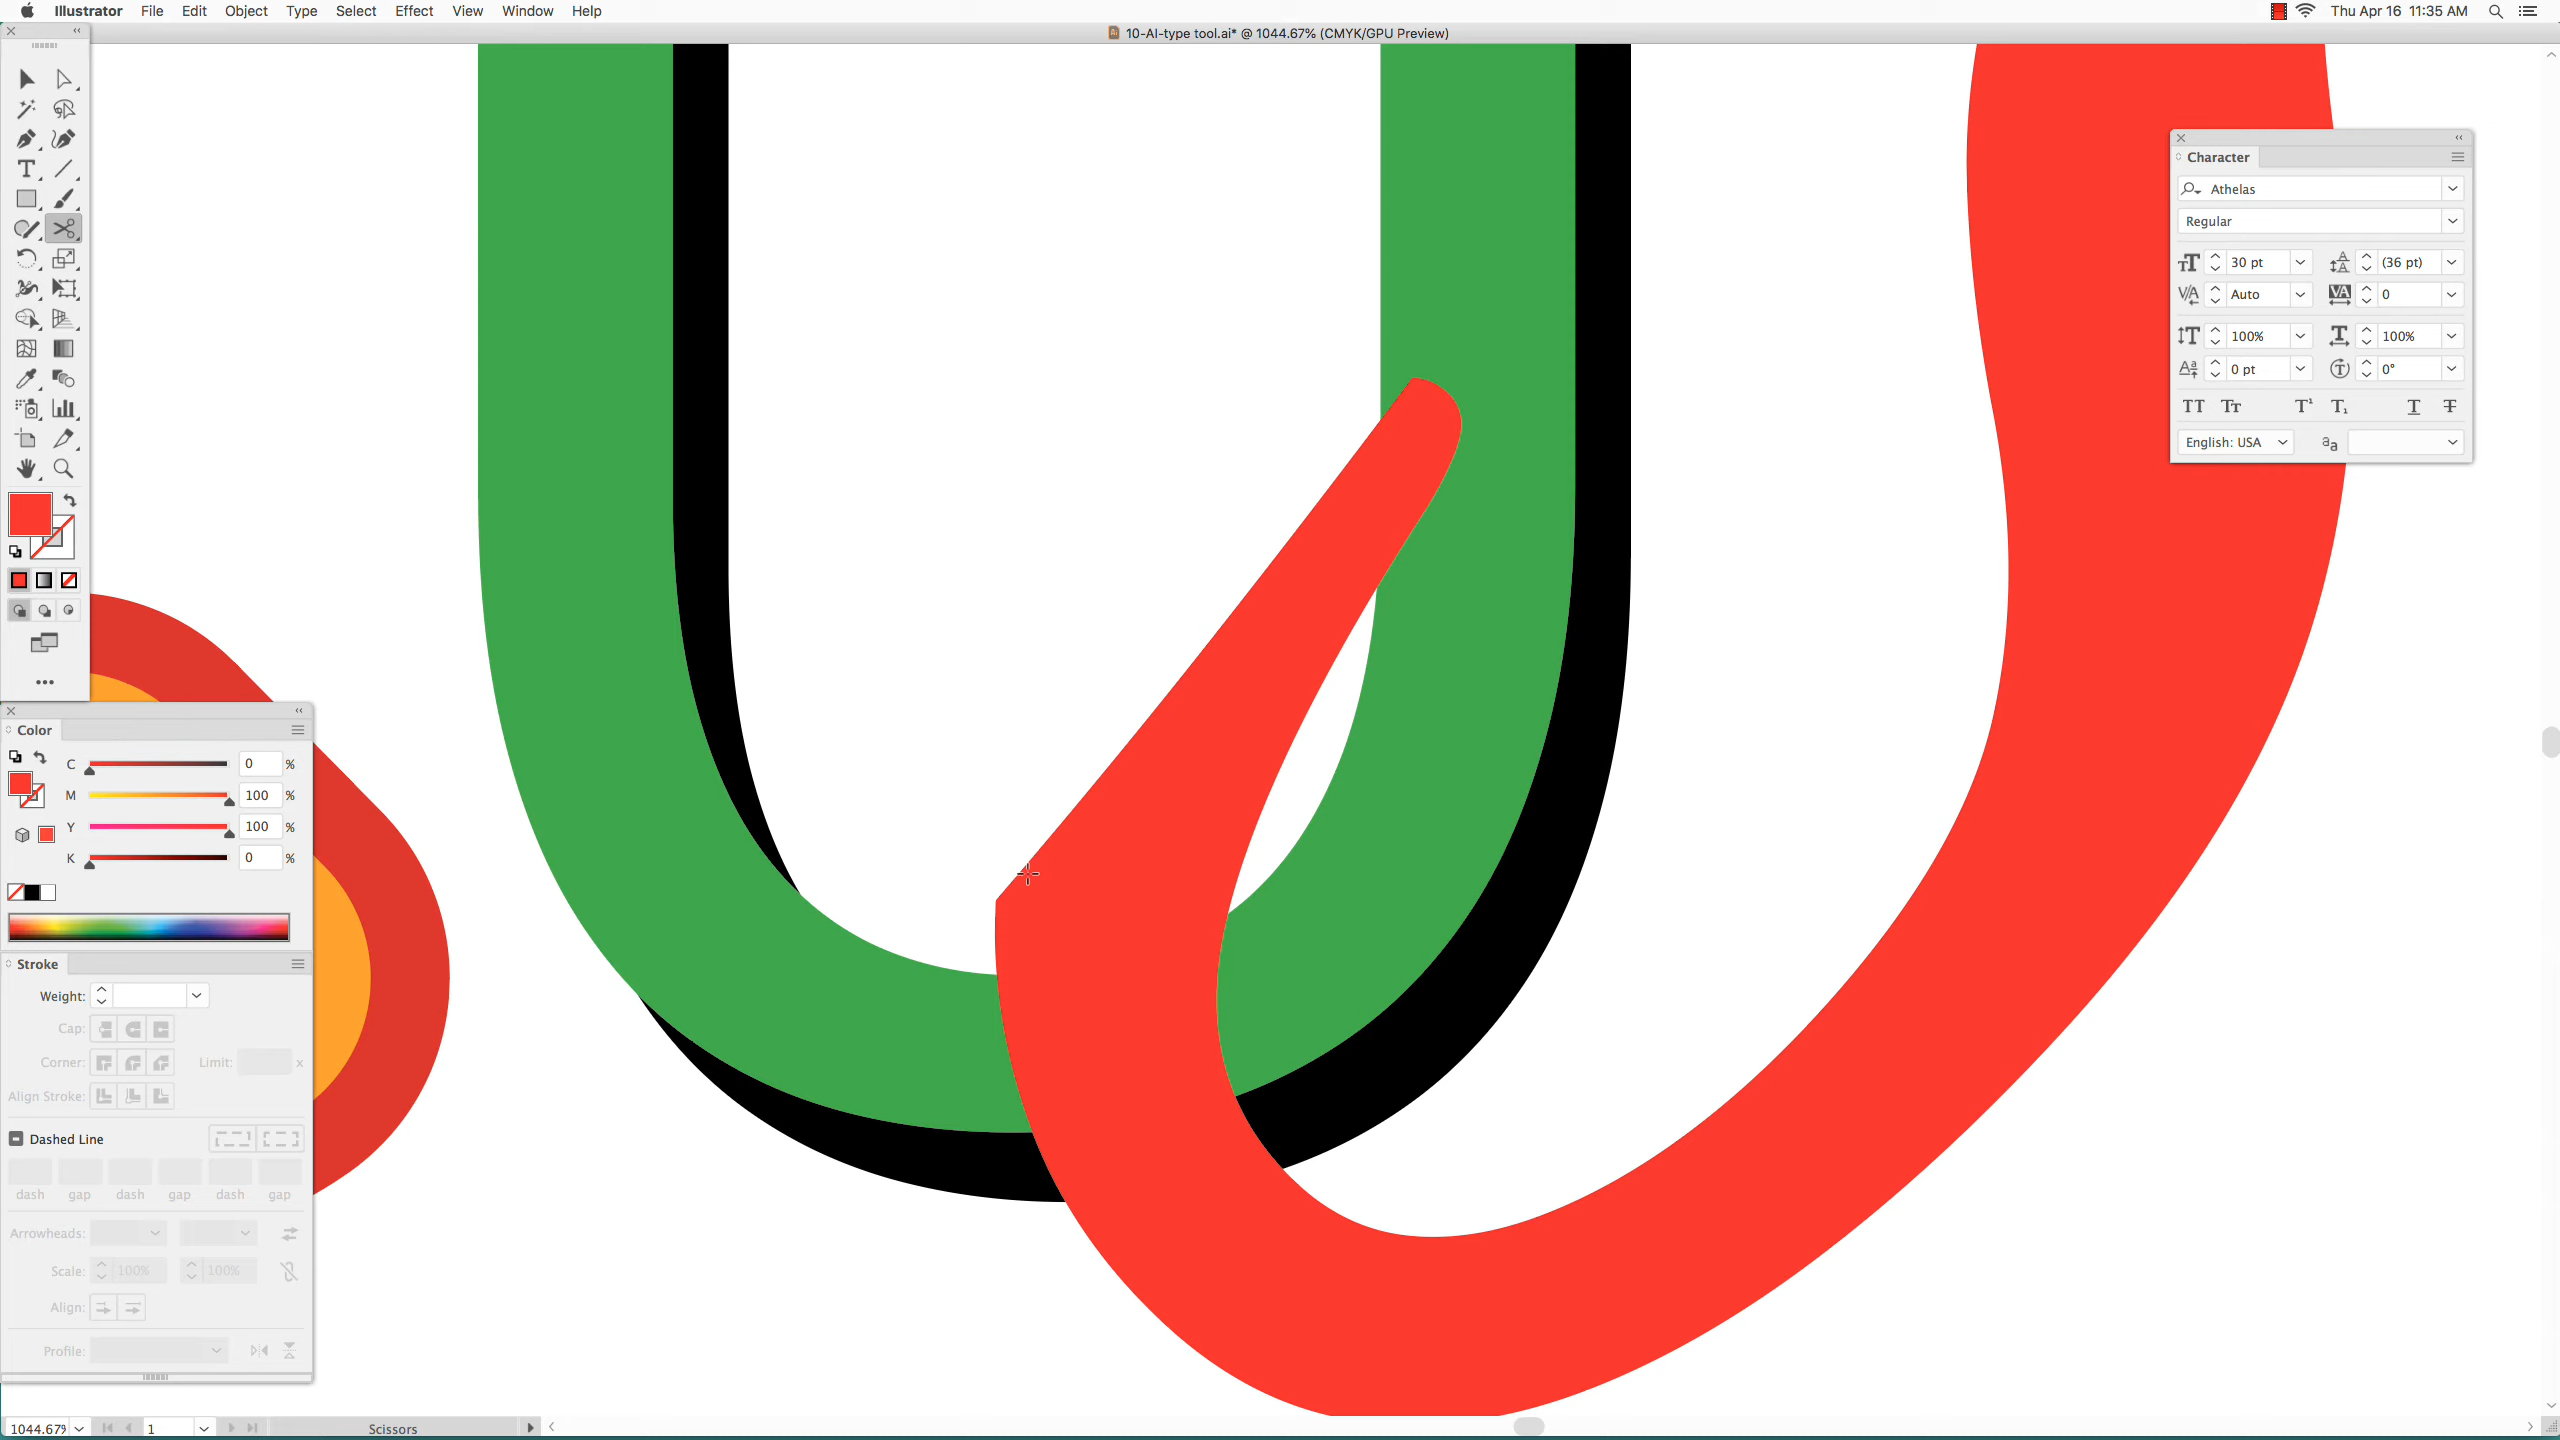 Illustrator File Edit Object Type Select Effect View Window Help
Thu Apr 16 11:35 AM
10-AI-type tool.ai* @ 1044.67% (CMYK/GPU Preview)
Character
Athelas
Regular
30 pt (36 pt)
Auto 0
100% 100%
0 pt 0°
English: USA
Color
C 0 %
M 100 %
Y 100 %
K 0 %
Stroke
Weight:
Cap:
Corner: Limit: x
Align Stroke:
Dashed Line
dash gap dash gap dash gap
Arrowheads:
Scale: 100% 100%
Align:
Profile:
1044.67% 1 Scissors